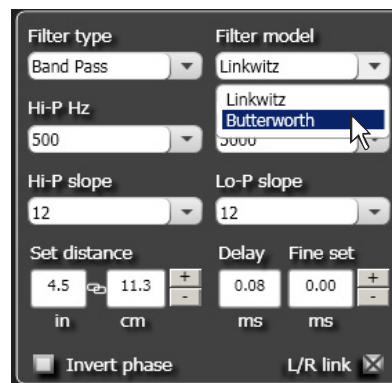 Filter type Filter model
Band Pass Linkwitz
Linkwitz
Hi-P Hz Butterworth
500 5000
Hi-P slope Lo-P slope
12 12
Set distance Delay Fine set
4.5 11.3 + 0.08 0.00 +
- -
in cm ms ms
Invert phase L/R link